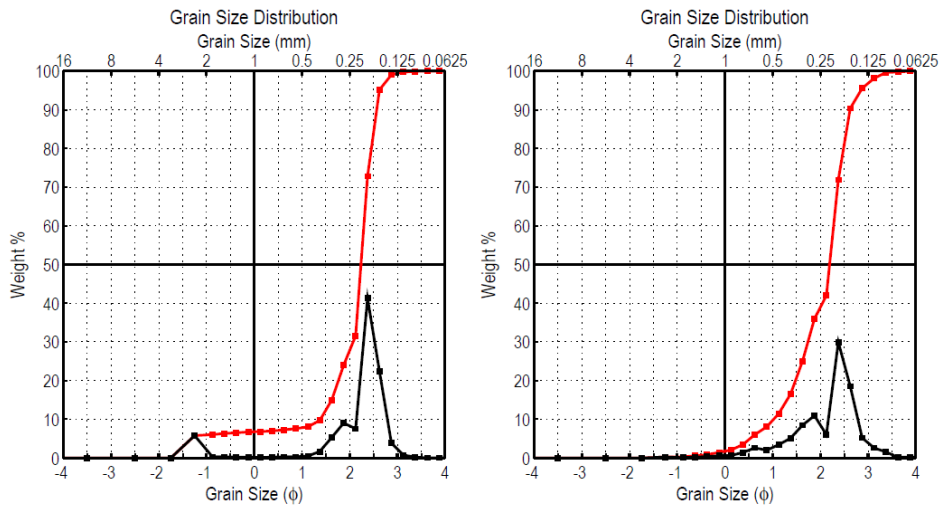 Grain Size Distribution
Grain Size (mm)
16 8 4 2 1 0.5 0.25 0.125 0.0625
100
90
80
70
60
50
40
30
20
10
0
Weight %
-4 -3 -2 -1 0 1 2 3 4
Grain Size (ϕ)
Grain Size Distribution
Grain Size (mm)
16 8 4 2 1 0.5 0.25 0.125 0.0625
100
90
80
70
60
50
40
30
20
10
0
Weight %
-4 -3 -2 -1 0 1 2 3 4
Grain Size (ϕ)